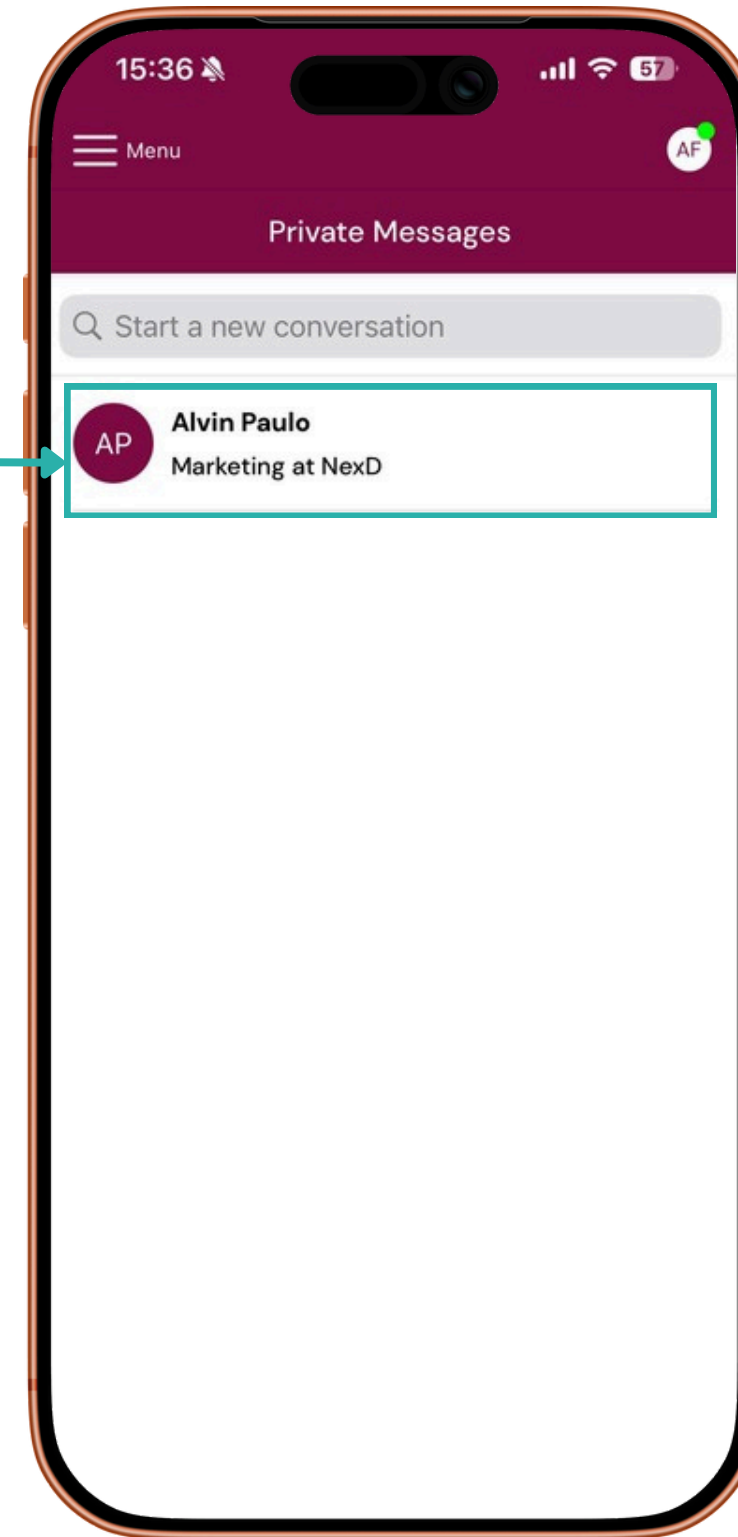 15:36
57
Menu
AF
Private Messages
Start a new conversation
AP
Alvin Paulo
Marketing at NexD